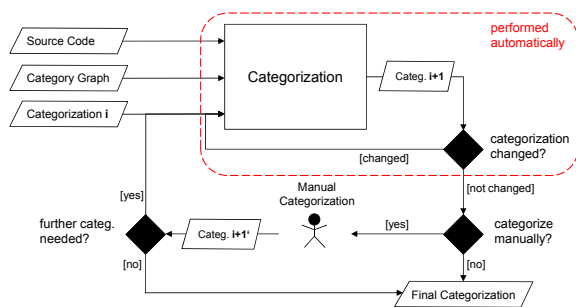 Source Code
Category Graph
Categorization i
Categorization
Categ. i+1
performed
automatically
categorization
changed?
[changed]
[not changed]
[yes]
further categ.
needed?
[no]
Categ. i+1‘
Manual
Categorization
[yes]
categorize
manually?
[no]
Final Categorization